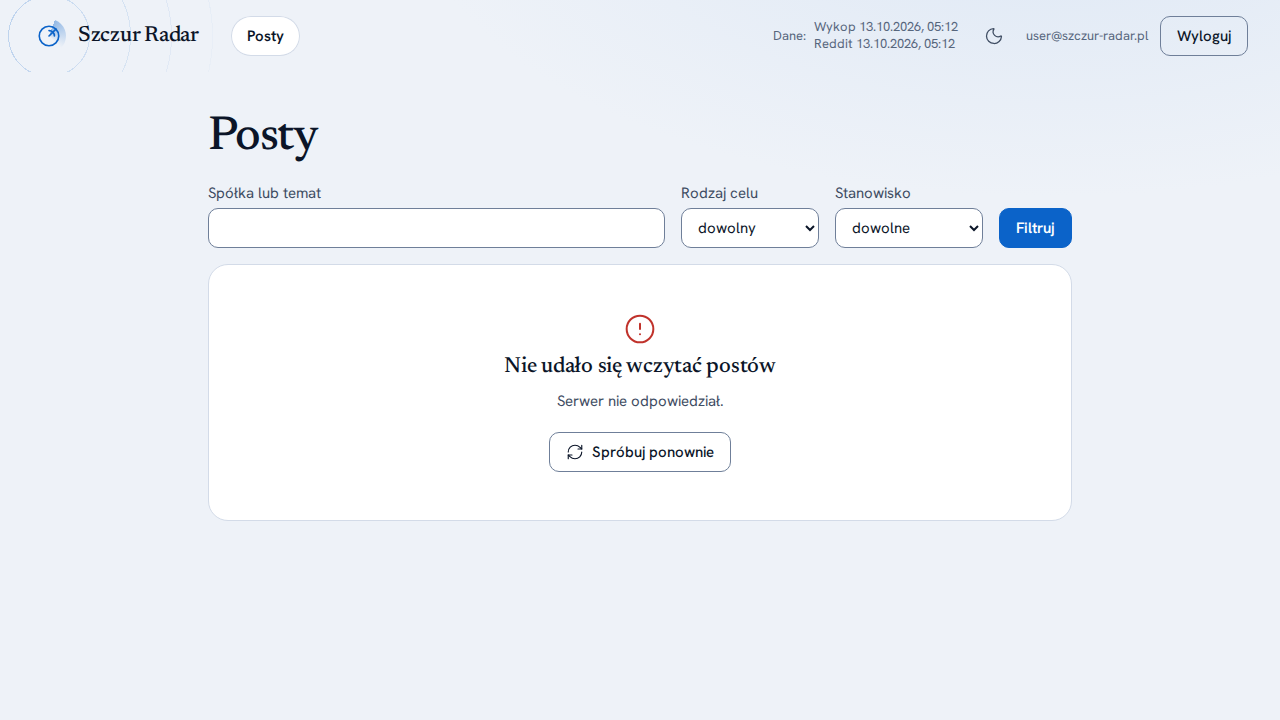 Szczur Radar
Posty
Dane:
Wykop 13.10.2026, 05:12
Reddit 13.10.2026, 05:12
user@szczur-radar.pl
Wyloguj
Posty
Spółka lub temat
Rodzaj celu
Stanowisko
dowolny
dowolne
Filtruj
Nie udało się wczytać postów
Serwer nie odpowiedział.
Spróbuj ponownie